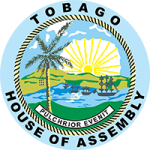 TOBAGO
PULCHRIOR EVENIT
HOUSE OF ASSEMBLY